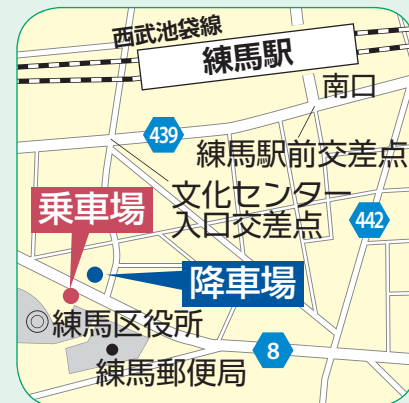 西武池袋線
練馬駅
南口
439
練馬駅前交差点
文化センター
入口交差点
442
乗車場
降車場
◎練馬区役所
8
練馬郵便局